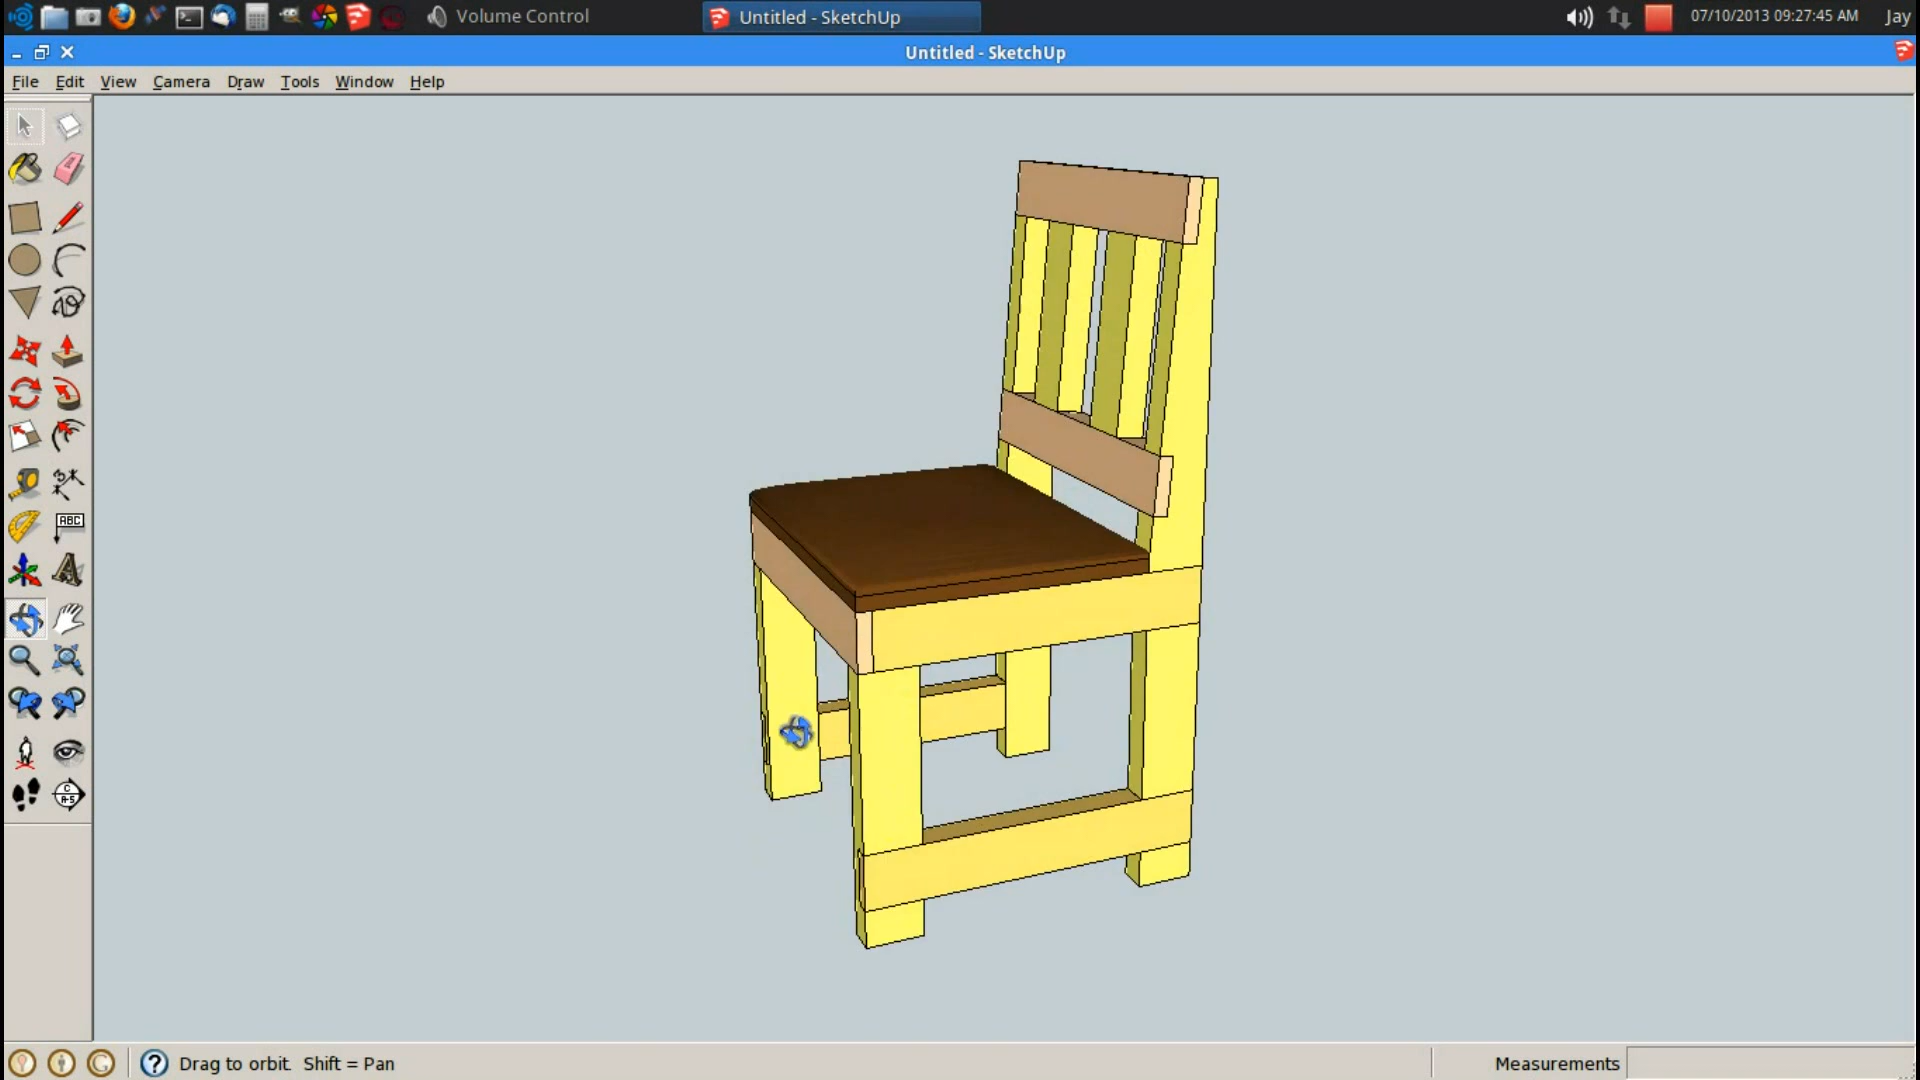 Volume Control
Untitled - SketchUp
07/10/2013 09:27:45 AM
Jay
Untitled - SketchUp
File Edit View Camera Draw Tools Window Help
ABC
A
Drag to orbit. Shift = Pan
Measurements